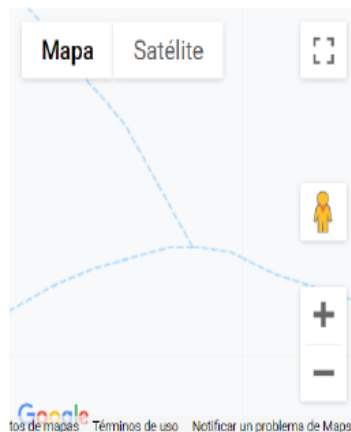 Mapa Satélite
Google
tos de mapas Términos de uso Notificar un problema de Maps